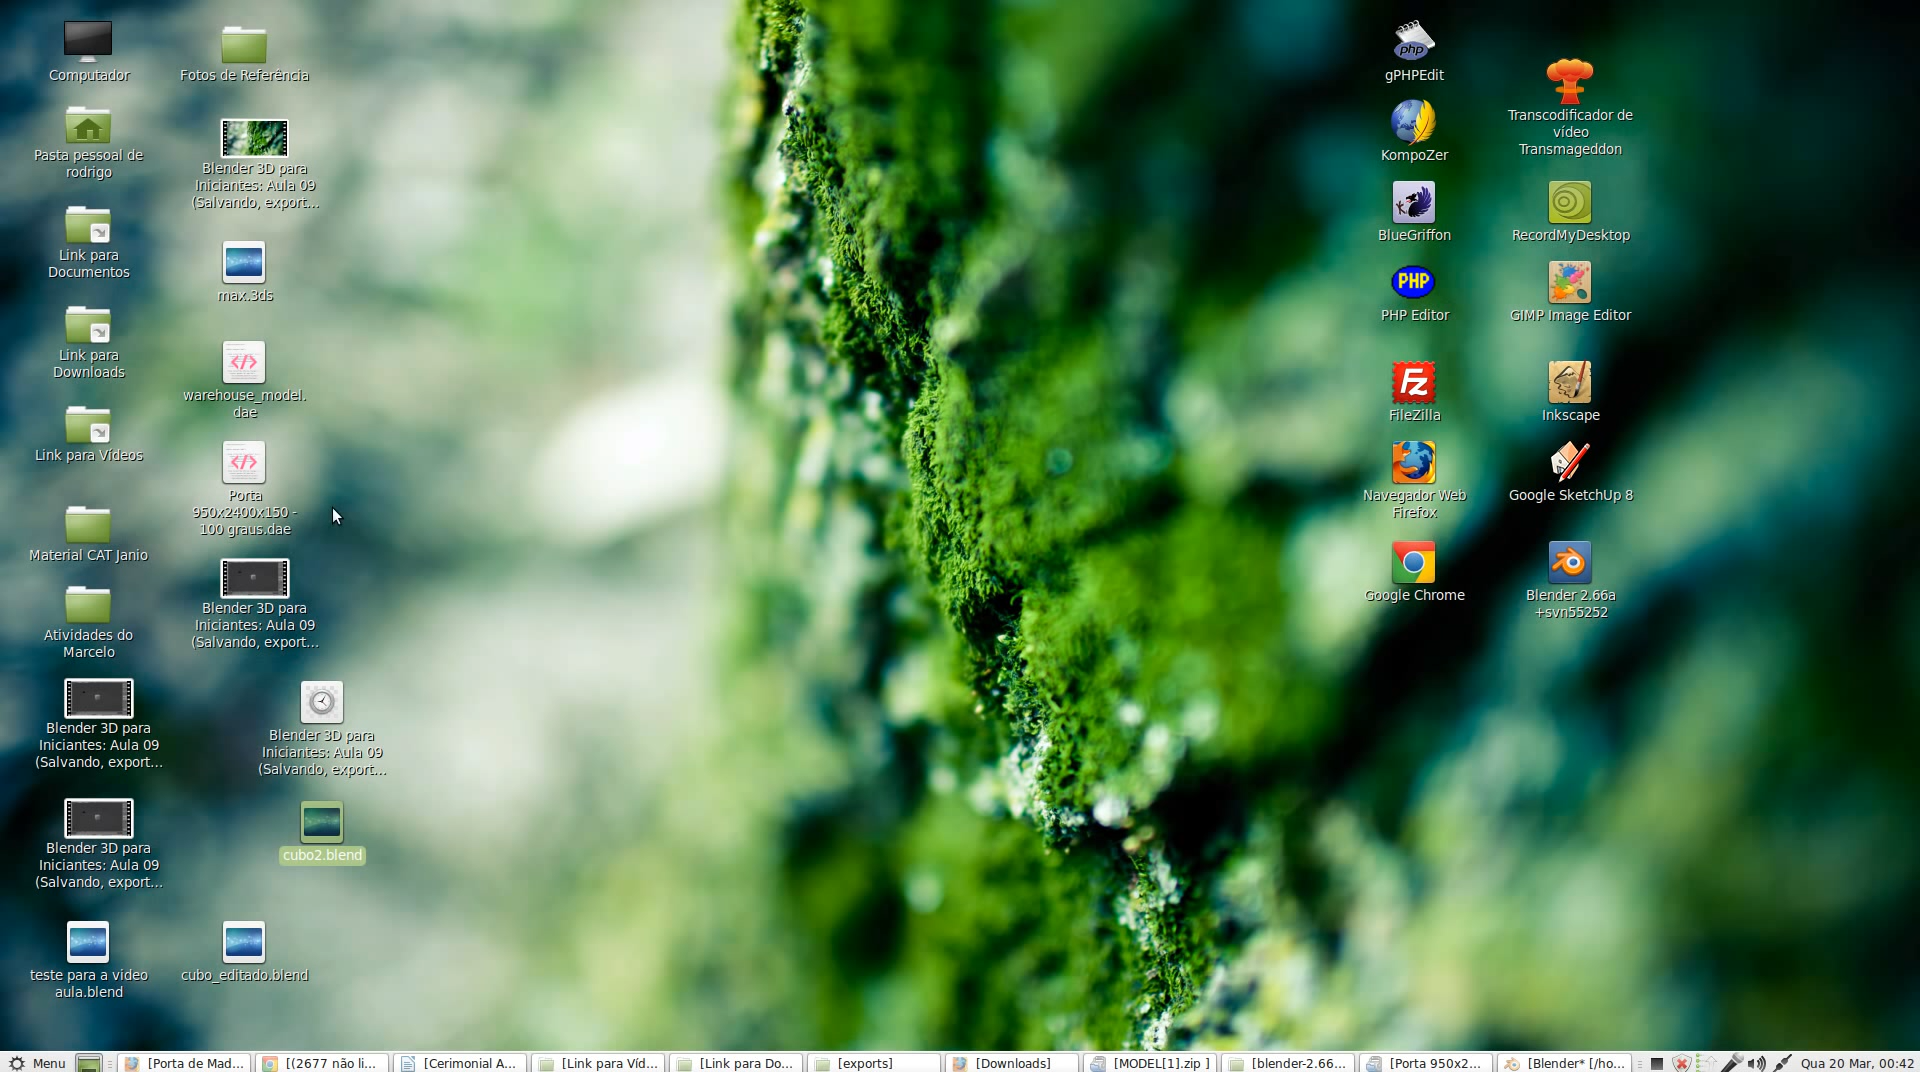 Computador
Fotos de Referência
Pasta pessoal de
rodrigo
Blender 3D para
Iniciantes: Aula 09
(Salvando, export...
Link para
Documentos
max.3ds
Link para
Downloads
warehouse_model.
dae
Link para Vídeos
Porta
950x2400x150 -
100 graus.dae
Material CAT Janio
Blender 3D para
Iniciantes: Aula 09
(Salvando, export...
Atividades do
Marcelo
Blender 3D para
Iniciantes: Aula 09
(Salvando, export...
Blender 3D para
Iniciantes: Aula 09
(Salvando, export...
Blender 3D para
Iniciantes: Aula 09
(Salvando, export...
cubo2.blend
teste para a video
aula.blend
cubo_editado.blend
php
gPHPEdit
Transcodificador de
vídeo
Transmageddon
KompoZer
BlueGriffon
RecordMyDesktop
PHP
PHP Editor
GIMP Image Editor
Fz
FileZilla
Inkscape
Navegador Web
Firefox
Google SketchUp 8
Google Chrome
Blender 2.66a
+svn55252
Menu
[Porta de Mad...
[(2677 não li...
[Cerimonial A...
[Link para Víd...
[Link para Do...
[exports]
[Downloads]
[MODEL[1].zip ]
[blender-2.66...
[Porta 950x2...
[Blender* [/ho...
Qua 20 Mar, 00:42